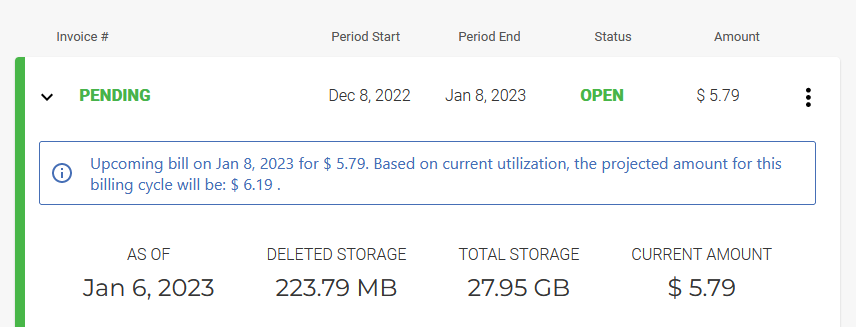 Invoice # Period Start Period End Status Amount
PENDING Dec 8, 2022 Jan 8, 2023 OPEN $ 5.79
Upcoming bill on Jan 8, 2023 for $ 5.79. Based on current utilization, the projected amount for this
billing cycle will be: $ 6.19 .
AS OF DELETED STORAGE TOTAL STORAGE CURRENT AMOUNT
Jan 6, 2023 223.79 MB 27.95 GB $ 5.79